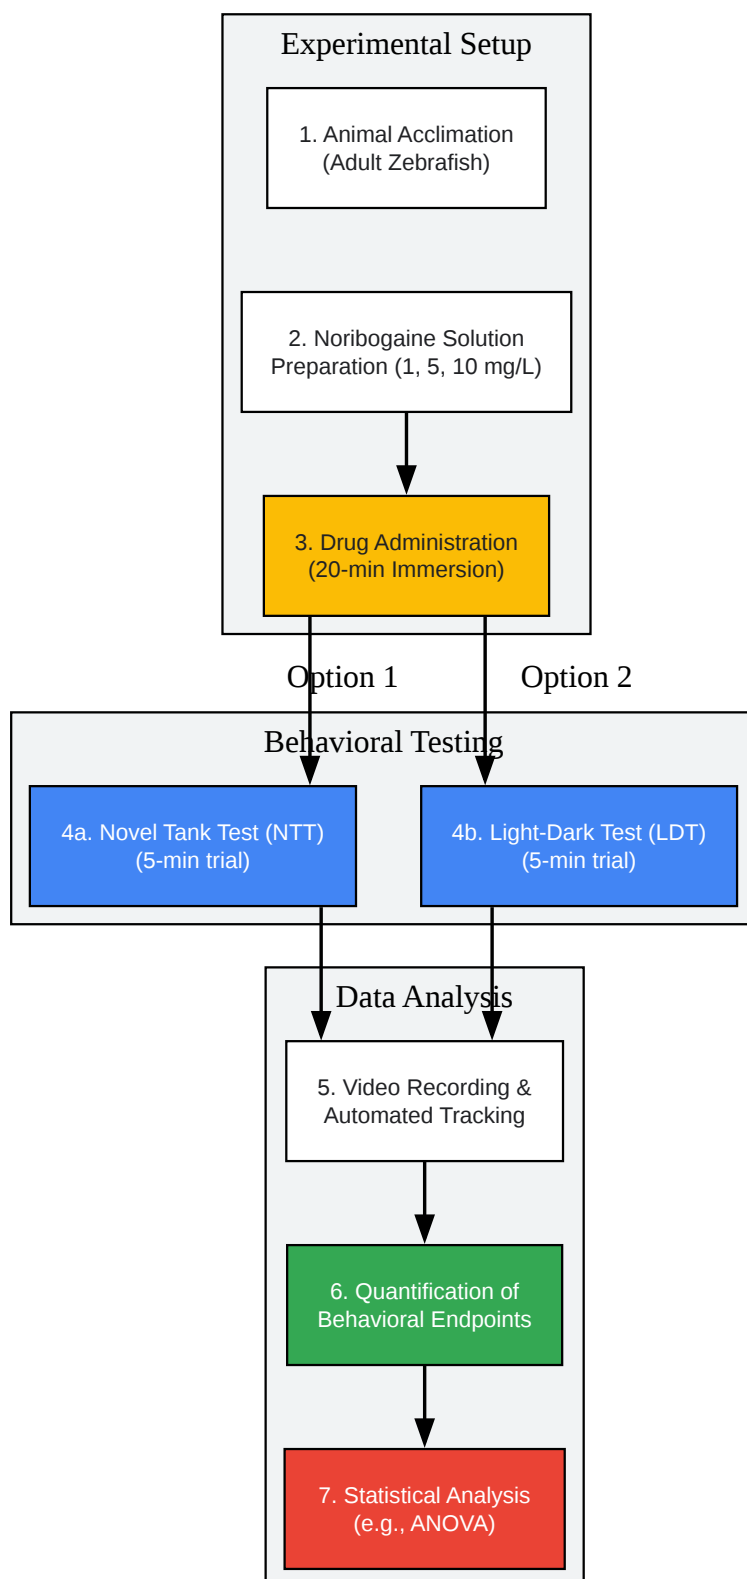 Experimental Setup
1. Animal Acclimation
(Adult Zebrafish)
2. Noribogaine Solution
Preparation (1, 5, 10 mg/L)
3. Drug Administration
(20-min Immersion)
Option 1
Option 2
Behavioral Testing
4a. Novel Tank Test (NTT)
(5-min trial)
4b. Light-Dark Test (LDT)
(5-min trial)
Data Analysis
5. Video Recording &
Automated Tracking
6. Quantification of
Behavioral Endpoints
7. Statistical Analysis
(e.g., ANOVA)